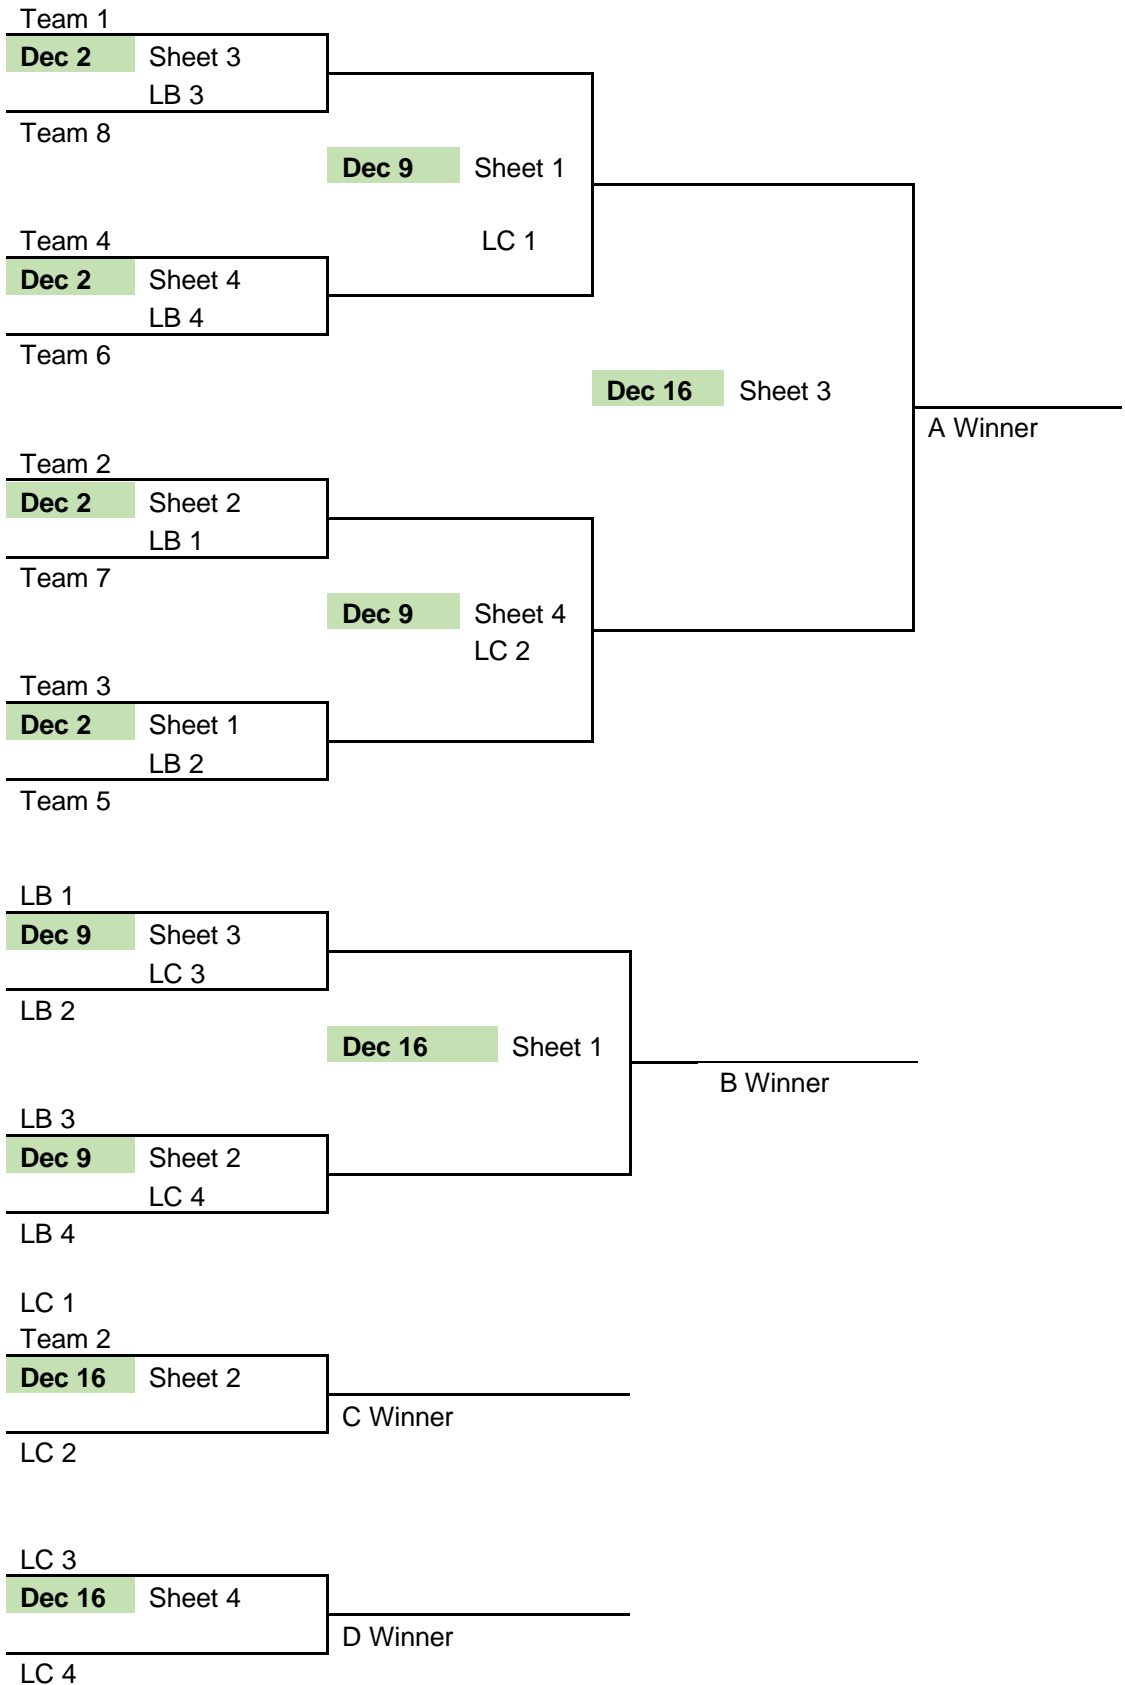 Team 1
Dec 2 Sheet 3
LB 3
Team 8
Dec 9 Sheet 1
Team 4 LC 1
Dec 2 Sheet 4
LB 4
Team 6
Dec 16 Sheet 3
A Winner
Team 2
Dec 2 Sheet 2
LB 1
Team 7
Dec 9 Sheet 4
LC 2
Team 3
Dec 2 Sheet 1
LB 2
Team 5
LB 1
Dec 9 Sheet 3
LC 3
LB 2
Dec 16 Sheet 1
B Winner
LB 3
Dec 9 Sheet 2
LC 4
LB 4
LC 1
Team 2
Dec 16 Sheet 2
C Winner
LC 2
LC 3
Dec 16 Sheet 4
D Winner
LC 4